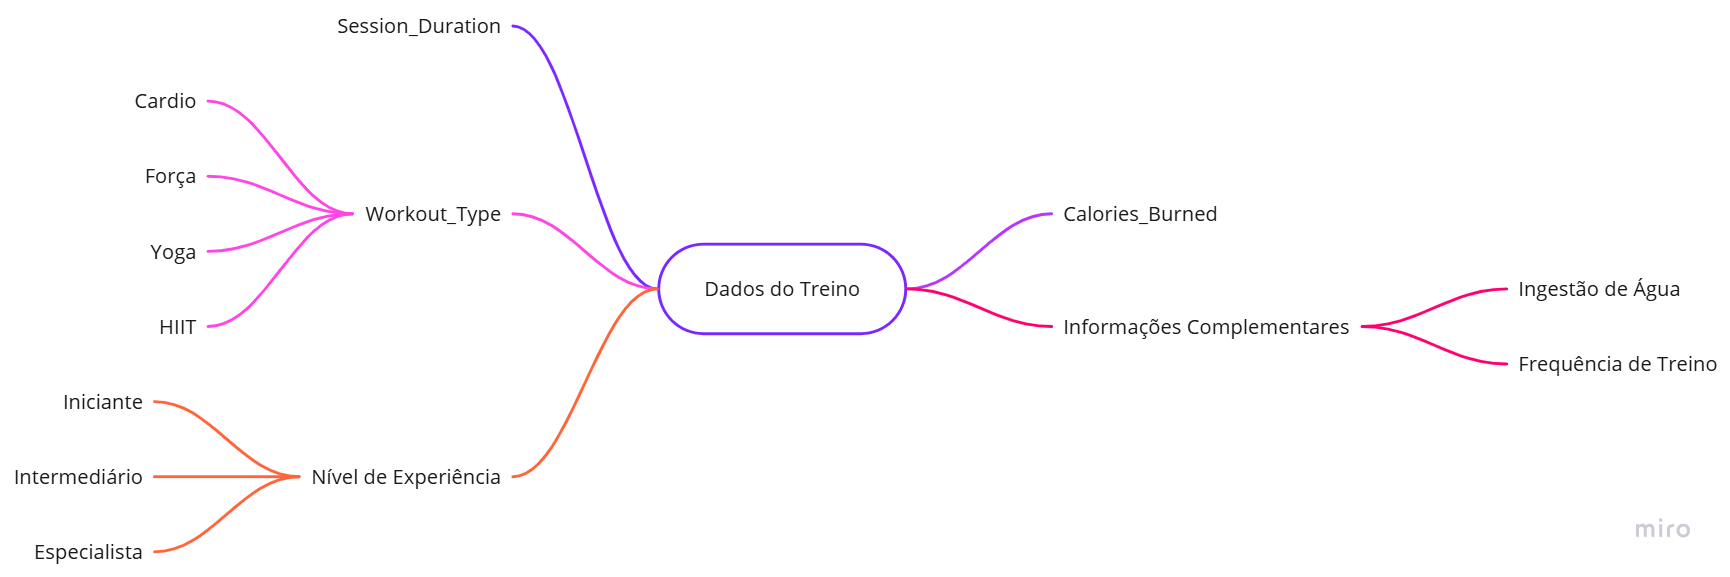 Session_Duration
Cardio
Força
Yoga
HIIT
Workout_Type
Iniciante
Intermediário
Especialista
Nível de Experiência
Dados do Treino
Calories_Burned
Informações Complementares
Ingestão de Água
Frequência de Treino
miro